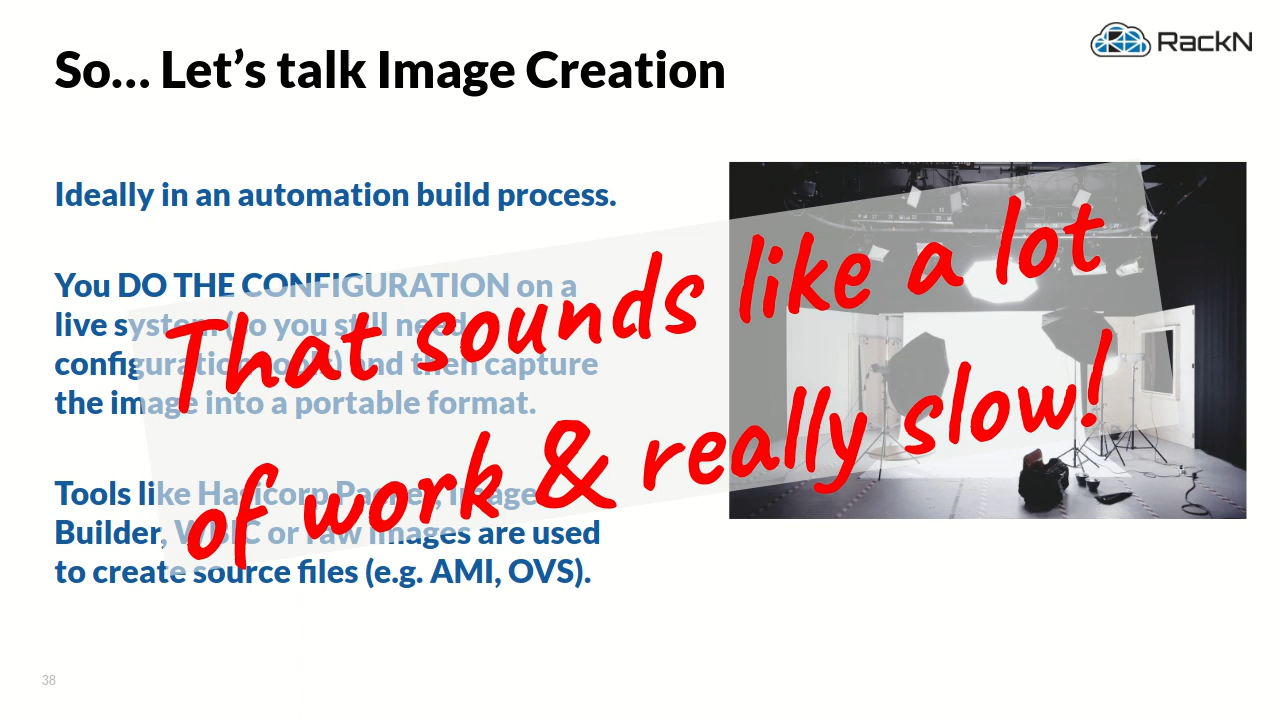 So... Let's talk Image Creation
RackN
Ideally in an automation build process.
You DO THE CONFIGURATION on a
live system (so you still need
configuration tools) and then capture
the image into a portable format.
Tools like Hasicorp Packer, Image
Builder, WBIC or raw images are used
to create source files (e.g. AMI, OVS).
That sounds like a lot
of work & really slow!
38